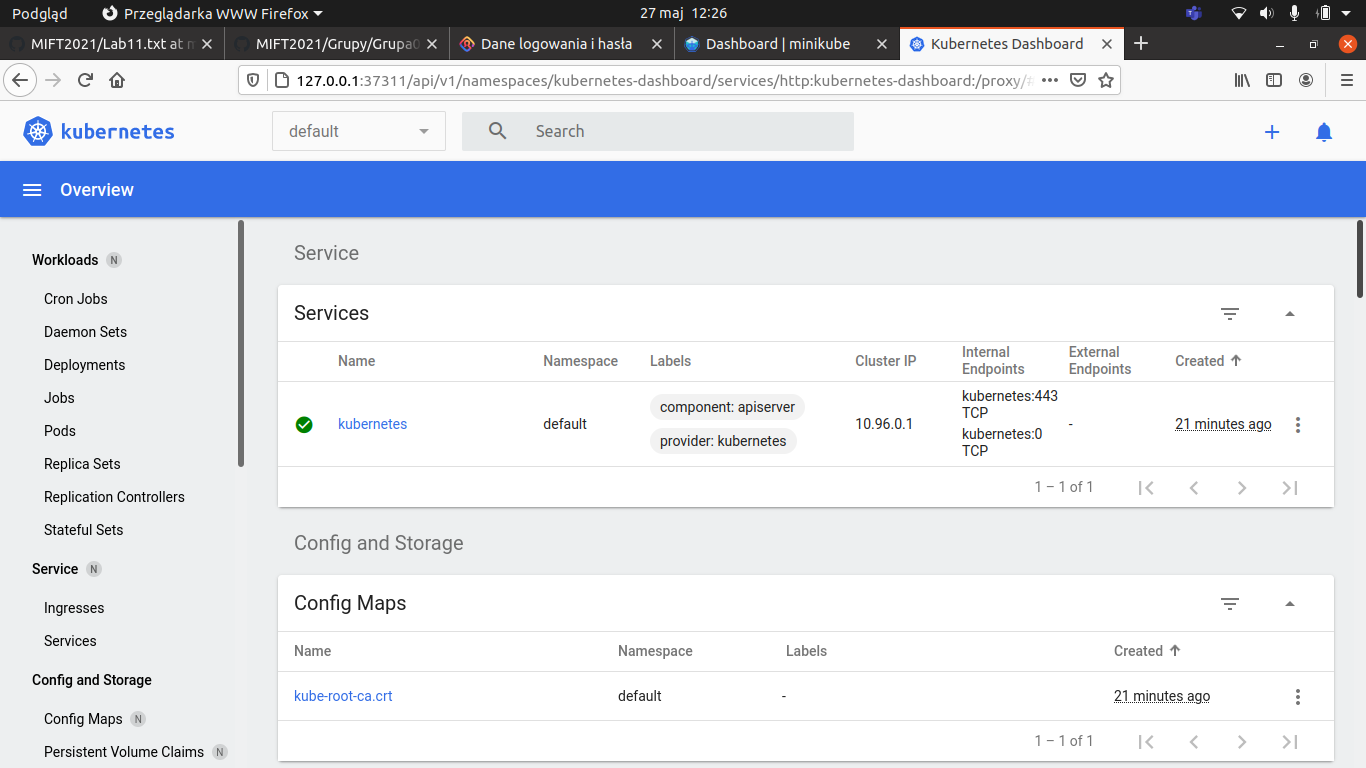 Podgląd
Przeglądarka WWW Firefox
27 maj 12:26
MIFT2021/Lab11.txt at m
MIFT2021/Grupy/Grupa0
Dane logowania i hasła
Dashboard | minikube
Kubernetes Dashboard
127.0.0.1:37311/api/v1/namespaces/kubernetes-dashboard/services/http:kubernetes-dashboard:/proxy/#
kubernetes
default
Search
Overview
Workloads N
Cron Jobs
Daemon Sets
Deployments
Jobs
Pods
Replica Sets
Replication Controllers
Stateful Sets
Service N
Ingresses
Services
Config and Storage
Config Maps N
Persistent Volume Claims N
Service
Services
Name Namespace Labels Cluster IP Internal Endpoints External Endpoints Created
kubernetes default component: apiserver provider: kubernetes 10.96.0.1 kubernetes:443 TCP kubernetes:0 TCP - 21 minutes ago
1 – 1 of 1
Config and Storage
Config Maps
Name Namespace Labels Created
kube-root-ca.crt default - 21 minutes ago
1 – 1 of 1